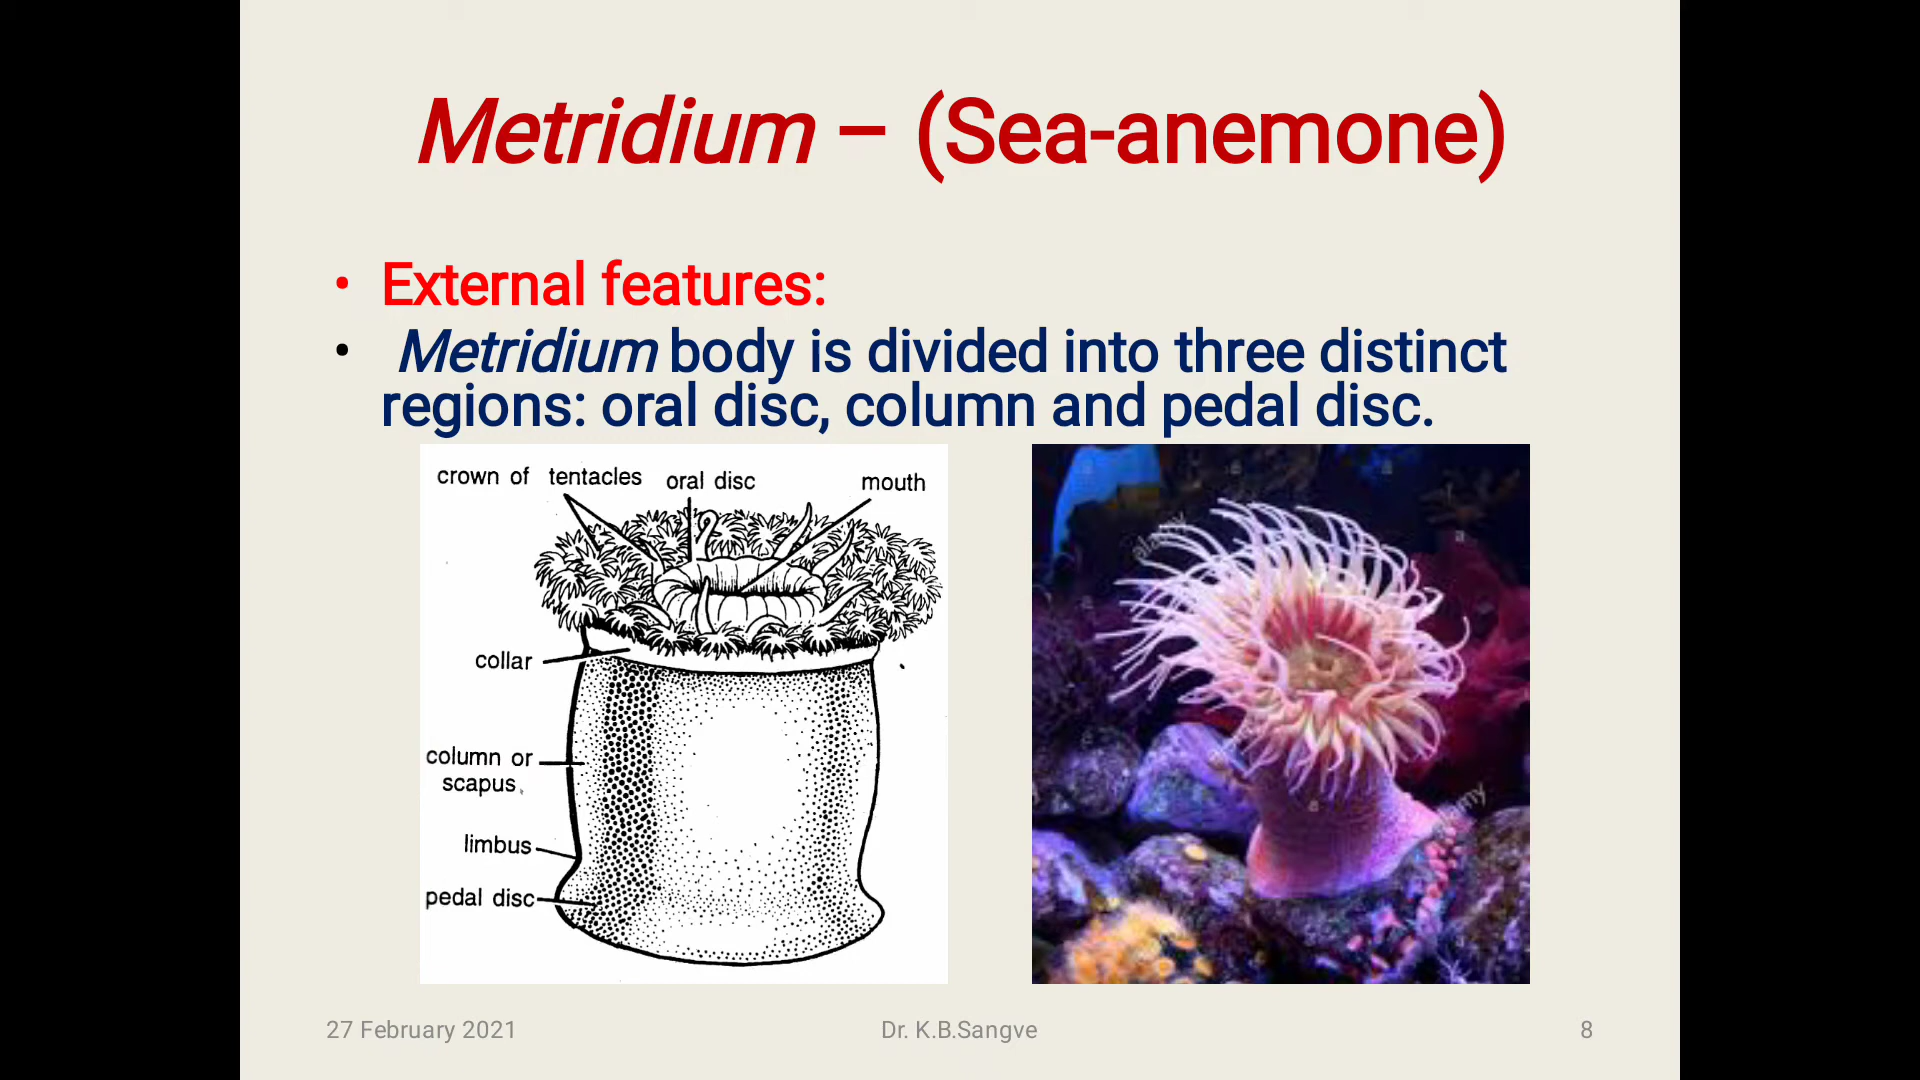 Metridium – (Sea-anemone)
• External features:
• Metridium body is divided into three distinct
regions: oral disc, column and pedal disc.
crown of tentacles oral disc mouth
collar
column or
scapus
limbus
pedal disc
alamy
a
a
a
a
a
a
alamy
27 February 2021 Dr. K.B.Sangve 8